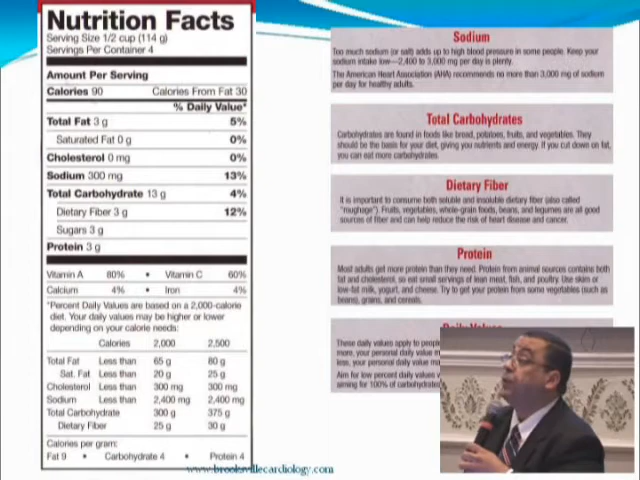 Nutrition Facts
Serving Size 1/2 cup (114 g)
Servings Per Container 4
Amount Per Serving
Calories 90 Calories From Fat 30
% Daily Value*
Total Fat 3 g 5%
Saturated Fat 0 g 0%
Cholesterol 0 mg 0%
Sodium 300 mg 13%
Total Carbohydrate 13 g 4%
Dietary Fiber 3 g 12%
Sugars 3 g
Protein 3 g
Vitamin A 80% • Vitamin C 60%
Calcium 4% • Iron 4%
*Percent Daily Values are based on a 2,000-calorie
diet. Your daily values may be higher or lower
depending on your calorie needs:
Calories 2,000 2,500
Total Fat Less than 65 g 80 g
Sat. Fat Less than 20 g 25 g
Cholesterol Less than 300 mg 300 mg
Sodium Less than 2,400 mg 2,400 mg
Total Carbohydrate 300 g 375 g
Dietary Fiber 25 g 30 g
Calories per gram:
Fat 9 • Carbohydrate 4 • Protein 4
Sodium
Too much sodium (or salt) adds up to high blood pressure in some people. Keep your
sodium intake low—2,400 to 3,000 mg per day is plenty.
The American Heart Association (AHA) recommends no more than 3,000 mg of sodium
per day for healthy adults.
Total Carbohydrates
Carbohydrates are found in foods like bread, potatoes, fruits, and vegetables. They
should be the basis for your diet, giving you nutrients and energy. If you cut down on fat,
you can eat more carbohydrates.
Dietary Fiber
It is important to consume both soluble and insoluble dietary fiber (also called
"roughage"). Fruits, vegetables, whole-grain foods, beans, and legumes are all good
sources of fiber and can help reduce the risk of heart disease and cancer.
Protein
Most adults get more protein than they need. Protein from animal sources contains both
fat and cholesterol, so eat small servings of lean meat, fish, and poultry. Use skim or
low-fat milk, yogurt, and cheese. Try to get your protein from some vegetables (such as
beans), grains, and cereals.
Daily Values
These daily values apply to people
more, your personal daily value m
less, your personal daily value ma
Aim for low percent daily values
aiming for 100% of carbohydrates
www.brooksvillecardiology.com